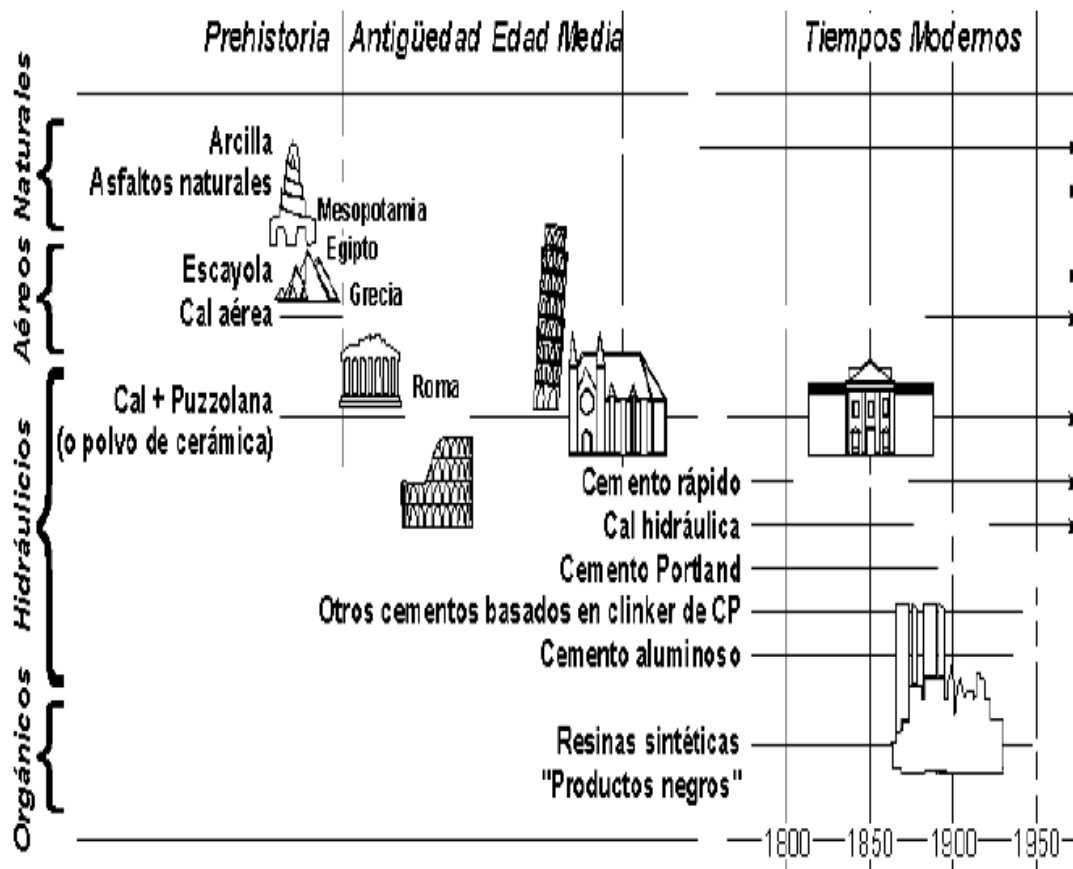 Prehistoria Antigüedad Edad Media Tiempos Modernos
Naturales
Arcilla
Asfaltos naturales
Mesopotamia
Egipto
Aéreos
Escayola
Grecia
Cal aérea
Roma
Hidráulicios
Cal + Puzzolana
(o polvo de cerámica)
Cemento rápido
Cal hidráulica
Cemento Portland
Otros cementos basados en clinker de CP
Cemento aluminoso
Orgánicos
Resinas sintéticas
"Productos negros"
1800 1850 1900 1950